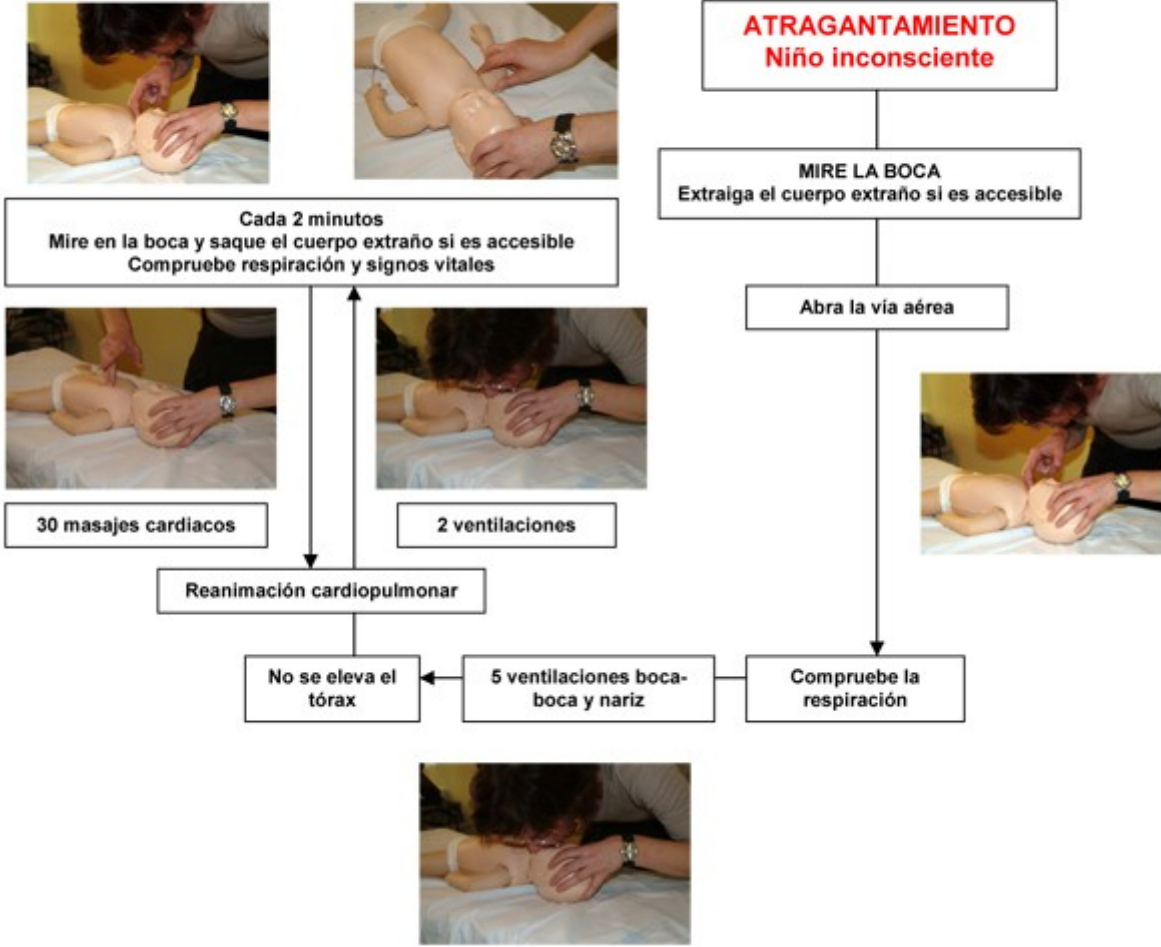 ATRAGANTAMIENTO
Niño inconsciente
MIRE LA BOCA
Extraiga el cuerpo extraño si es accesible
Abra la vía aérea
Compruebe la
respiración
5 ventilaciones boca-
boca y nariz
No se eleva el
tórax
Reanimación cardiopulmonar
30 masajes cardiacos
2 ventilaciones
Cada 2 minutos
Mire en la boca y saque el cuerpo extraño si es accesible
Compruebe respiración y signos vitales